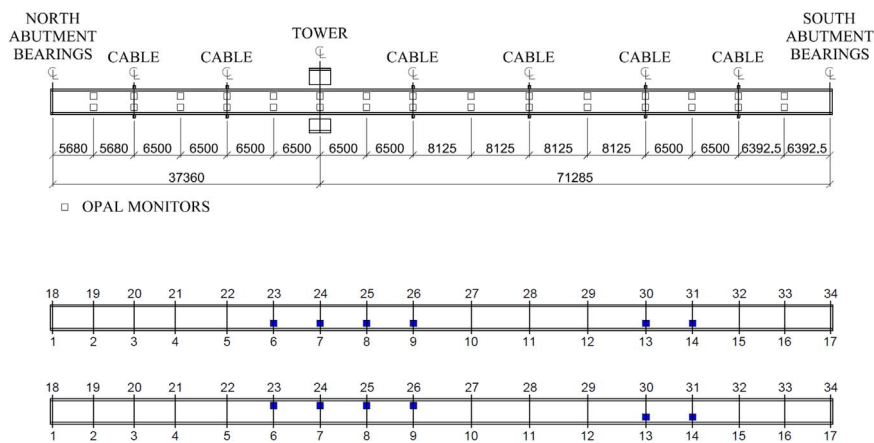 NORTH
ABUTMENT
BEARINGS
CABLE
CABLE
TOWER
CABLE
CABLE
CABLE
CABLE
SOUTH
ABUTMENT
BEARINGS
5680 5680 6500 6500 6500 6500 6500 6500 8125 8125 8125 8125 6500 6500 6392.5 6392.5
37360 71285
OPAL MONITORS
18 19 20 21 22 23 24 25 26 27 28 29 30 31 32 33 34
1 2 3 4 5 6 7 8 9 10 11 12 13 14 15 16 17
18 19 20 21 22 23 24 25 26 27 28 29 30 31 32 33 34
1 2 3 4 5 6 7 8 9 10 11 12 13 14 15 16 17